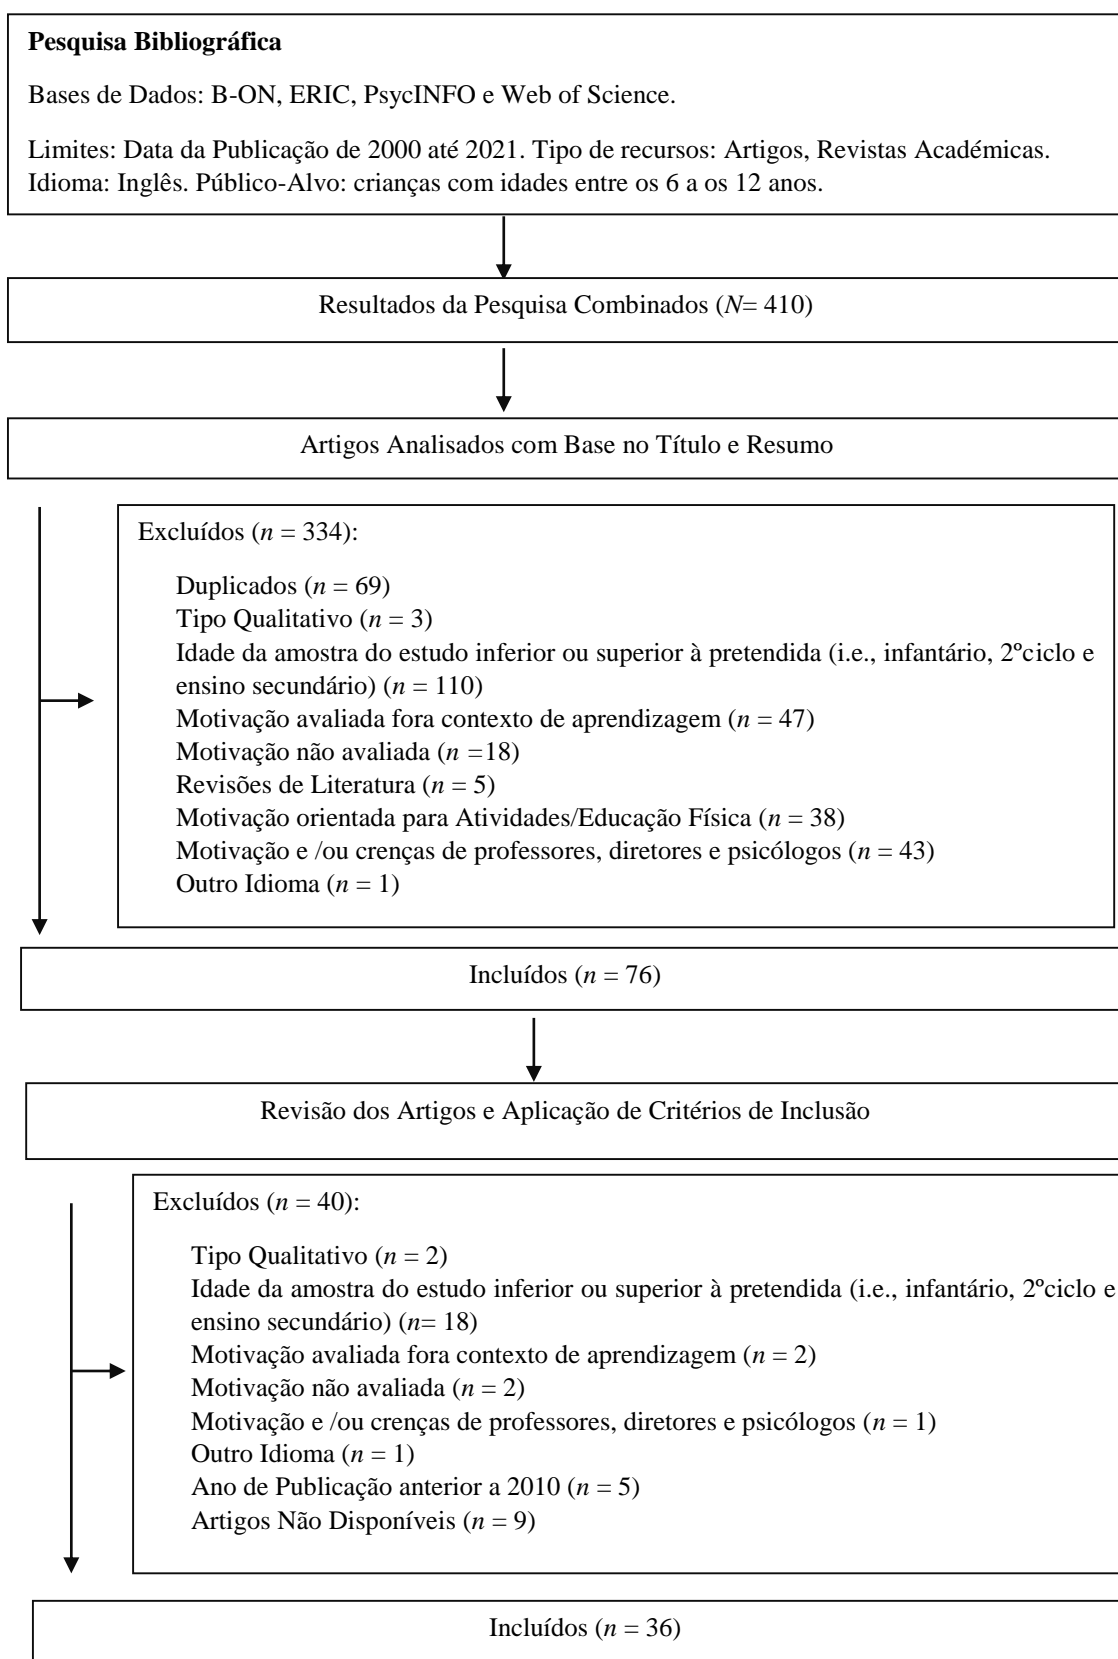 Pesquisa Bibliográfica
Bases de Dados: B-ON, ERIC, PsycINFO e Web of Science.
Limites: Data da Publicação de 2000 até 2021. Tipo de recursos: Artigos, Revistas Académicas.
Idioma: Inglês. Público-Alvo: crianças com idades entre os 6 a os 12 anos.
Resultados da Pesquisa Combinados (N= 410)
Artigos Analisados com Base no Título e Resumo
Excluídos (n = 334):
Duplicados (n = 69)
Tipo Qualitativo (n = 3)
Idade da amostra do estudo inferior ou superior à pretendida (i.e., infantário, 2ºciclo e
ensino secundário) (n = 110)
Motivação avaliada fora contexto de aprendizagem (n = 47)
Motivação não avaliada (n =18)
Revisões de Literatura (n = 5)
Motivação orientada para Atividades/Educação Física (n = 38)
Motivação e /ou crenças de professores, diretores e psicólogos (n = 43)
Outro Idioma (n = 1)
Incluídos (n = 76)
Revisão dos Artigos e Aplicação de Critérios de Inclusão
Excluídos (n = 40):
Tipo Qualitativo (n = 2)
Idade da amostra do estudo inferior ou superior à pretendida (i.e., infantário, 2ºciclo e
ensino secundário) (n= 18)
Motivação avaliada fora contexto de aprendizagem (n = 2)
Motivação não avaliada (n = 2)
Motivação e /ou crenças de professores, diretores e psicólogos (n = 1)
Outro Idioma (n = 1)
Ano de Publicação anterior a 2010 (n = 5)
Artigos Não Disponíveis (n = 9)
Incluídos (n = 36)